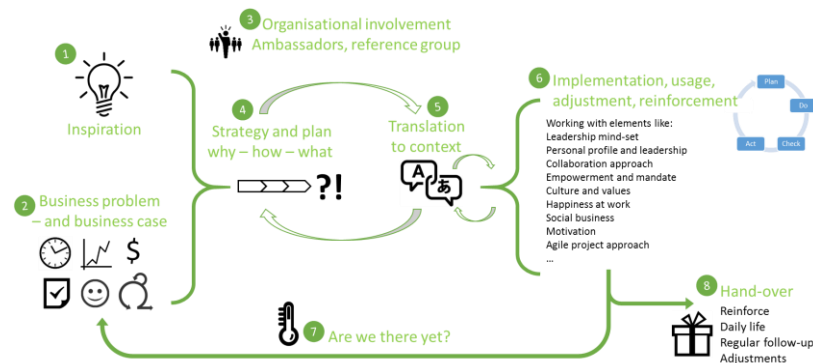 1
Inspiration
2
Business problem
– and business case
$
3
Organisational involvement
Ambassadors, reference group
4
Strategy and plan
why – how – what
?!
5
Translation
to context
A
あ
6
Implementation, usage,
adjustment, reinforcement
Working with elements like:
Leadership mind-set
Personal profile and leadership
Collaboration approach
Empowerment and mandate
Culture and values
Happiness at work
Social business
Motivation
Agile project approach
...
Plan
Do
Check
Act
7
Are we there yet?
8
Hand-over
Reinforce
Daily life
Regular follow-up
Adjustments